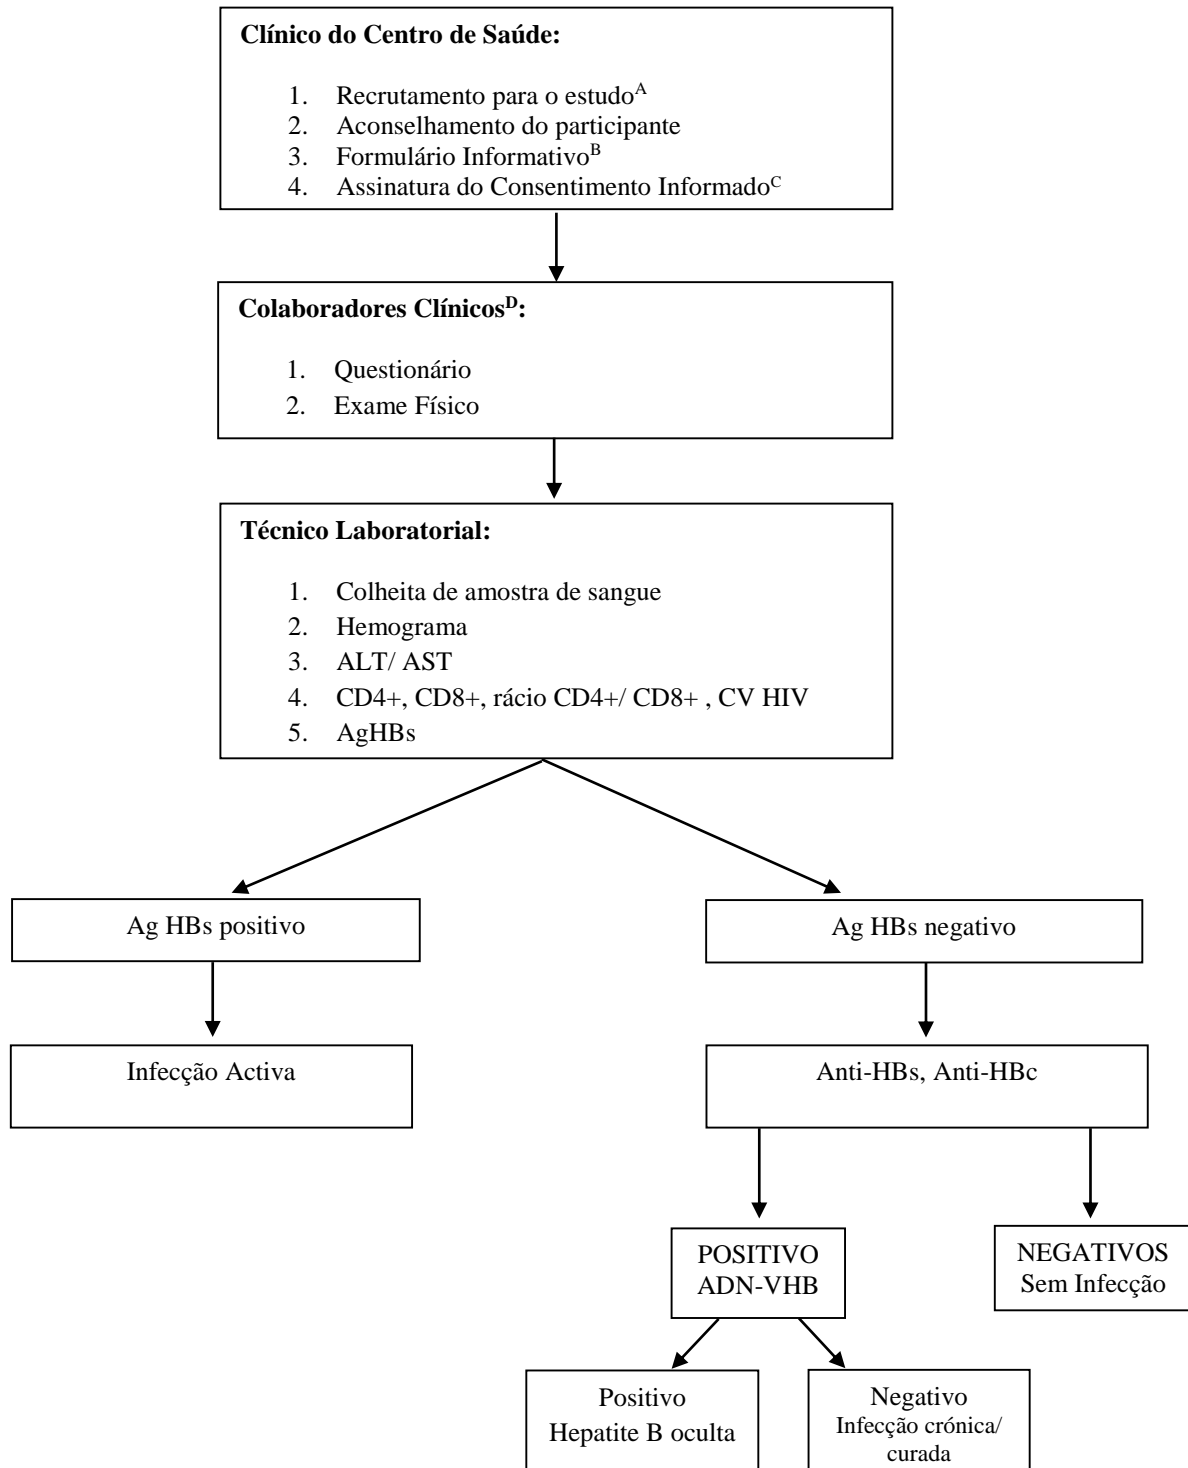 Clínico do Centro de Saúde:
1. Recrutamento para o estudoᴬ
2. Aconselhamento do participante
3. Formulário Informativoᴮ
4. Assinatura do Consentimento Informadoᶜ
Colaboradores Clínicosᴰ:
1. Questionário
2. Exame Físico
Técnico Laboratorial:
1. Colheita de amostra de sangue
2. Hemograma
3. ALT/ AST
4. CD4+, CD8+, rácio CD4+/ CD8+ , CV HIV
5. AgHBs
Ag HBs positivo
Ag HBs negativo
Infecção Activa
Anti-HBs, Anti-HBc
POSITIVO
ADN-VHB
NEGATIVOS
Sem Infecção
Positivo
Hepatite B oculta
Negativo
Infecção crónica/
curada